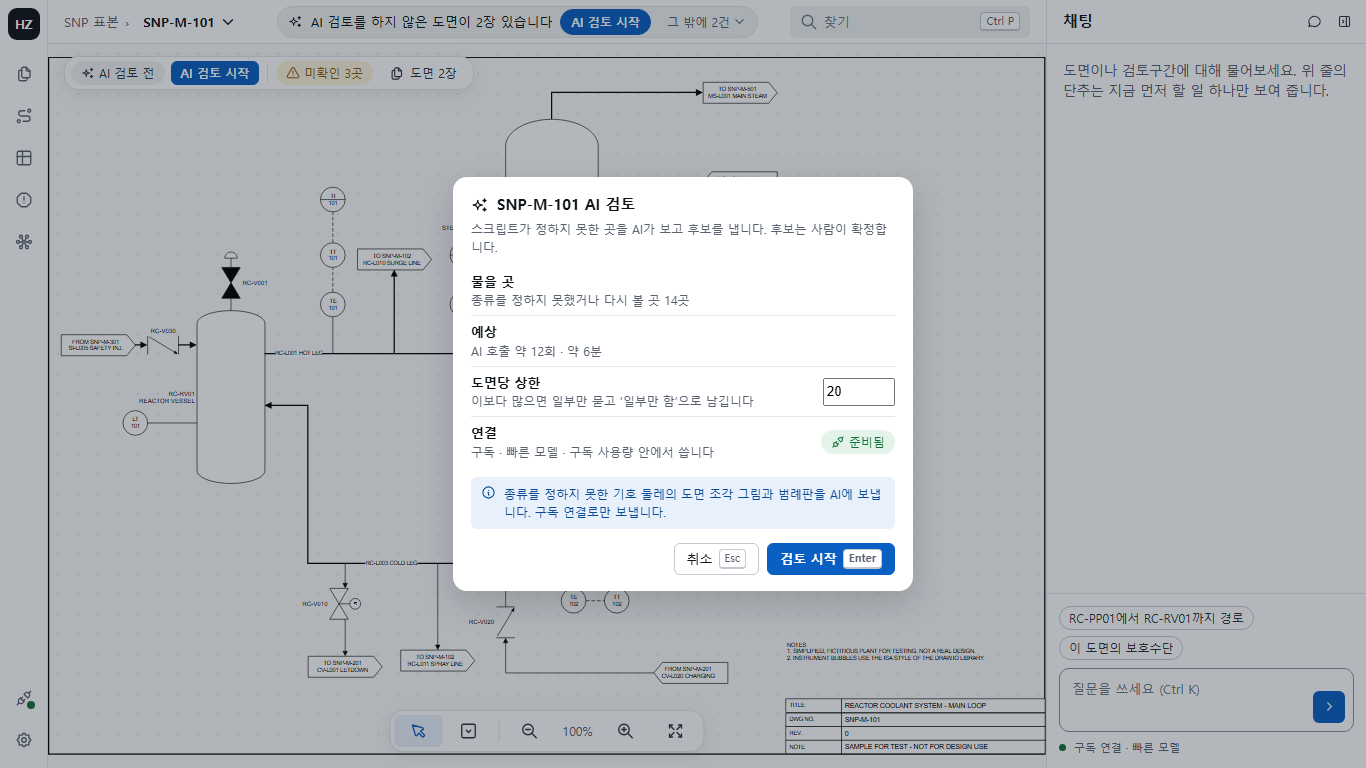 HZ
SNP 표본 › SNP-M-101
AI 검토를 하지 않은 도면이 2장 있습니다 AI 검토 시작 그 밖에 2건
찾기 Ctrl P
채팅
AI 검토 전 AI 검토 시작 미확인 3곳 도면 2장
도면이나 검토구간에 대해 물어보세요. 위 줄의
단추는 지금 먼저 할 일 하나만 보여 줍니다.
TO SNP-M-501
MS-L001 MAIN STEAM
TI
101
TT
101
TE
101
TO SNP-M-102
RC-L010 SURGE LINE
RC-V001
RC-V030
FROM SNP-M-301
SI-L005 SAFETY INJ.
RC-L001 HOT LEG
RC-RV01
REACTOR VESSEL
LT
101
SNP-M-101 AI 검토
스크립트가 정하지 못한 곳을 AI가 보고 후보를 냅니다. 후보는 사람이 확정합
니다.
물을 곳
종류를 정하지 못했거나 다시 볼 곳 14곳
예상
AI 호출 약 12회 · 약 6분
도면당 상한
이보다 많으면 일부만 묻고 ‘일부만 함’으로 남깁니다
20
연결
구독 · 빠른 모델 · 구독 사용량 안에서 씁니다
준비됨
종류를 정하지 못한 기호 둘레의 도면 조각 그림과 범례판을 AI에 보냅
니다. 구독 연결로만 보냅니다.
취소 Esc 검토 시작 Enter
RC-L003 COLD LEG
RC-V010
TE
102
TT
102
RC-V020
TO SNP-M-201
CV-L001 LETDOWN
TO SNP-M-102
RC-L011 SPRAY LINE
FROM SNP-M-201
CV-L020 CHARGING
NOTES
1. SIMPLIFIED, FICTITIOUS PLANT FOR TESTING, NOT A REAL DESIGN.
2. INSTRUMENT BUBBLES USE THE ISA STYLE OF THE DRAW.IO LIBRARY.
TITLE REACTOR COOLANT SYSTEM - MAIN LOOP
DWG NO. SNP-M-101
REV. 0
NOTE SAMPLE FOR TEST - NOT FOR DESIGN USE
100%
RC-PP01에서 RC-RV01까지 경로
이 도면의 보호수단
질문을 쓰세요 (Ctrl K)
구독 연결 · 빠른 모델